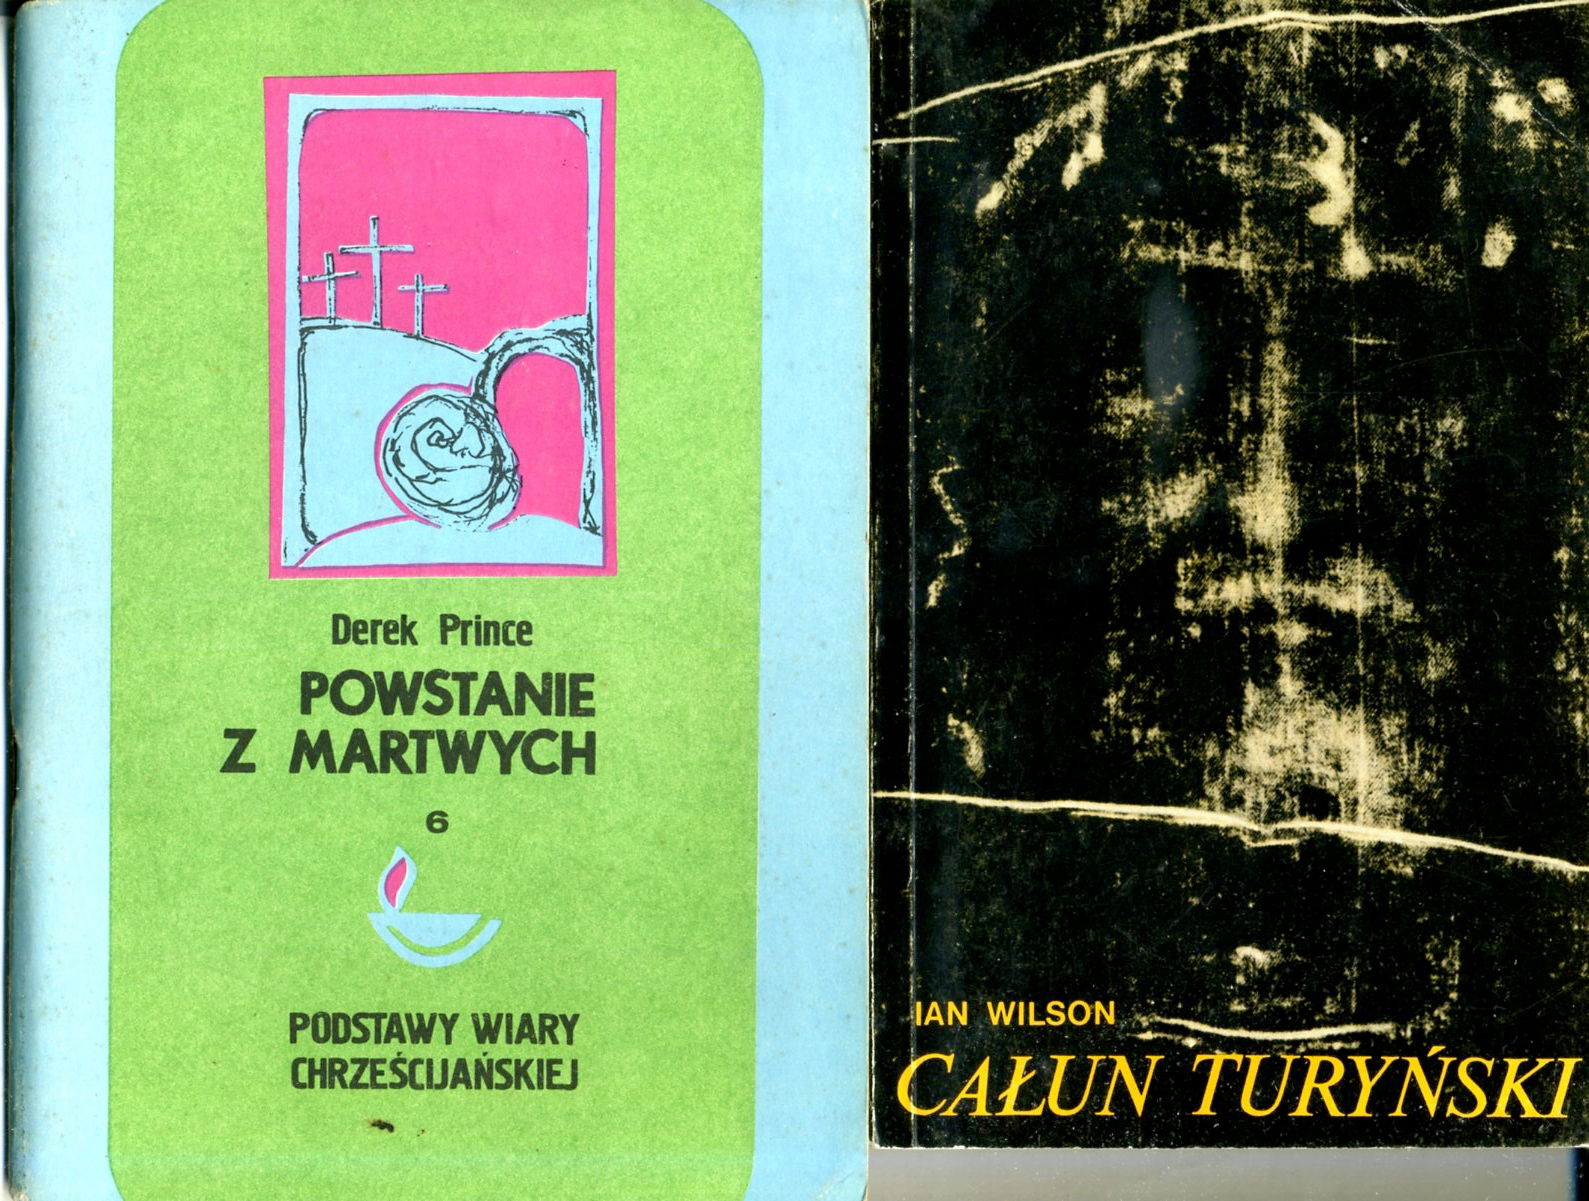 Derek Prince
POWSTANIE
Z MARTWYCH
6
PODSTAWY WIARY
CHRZEŚCIJAŃSKIEJ
IAN WILSON
CAŁUN TURYŃSKI